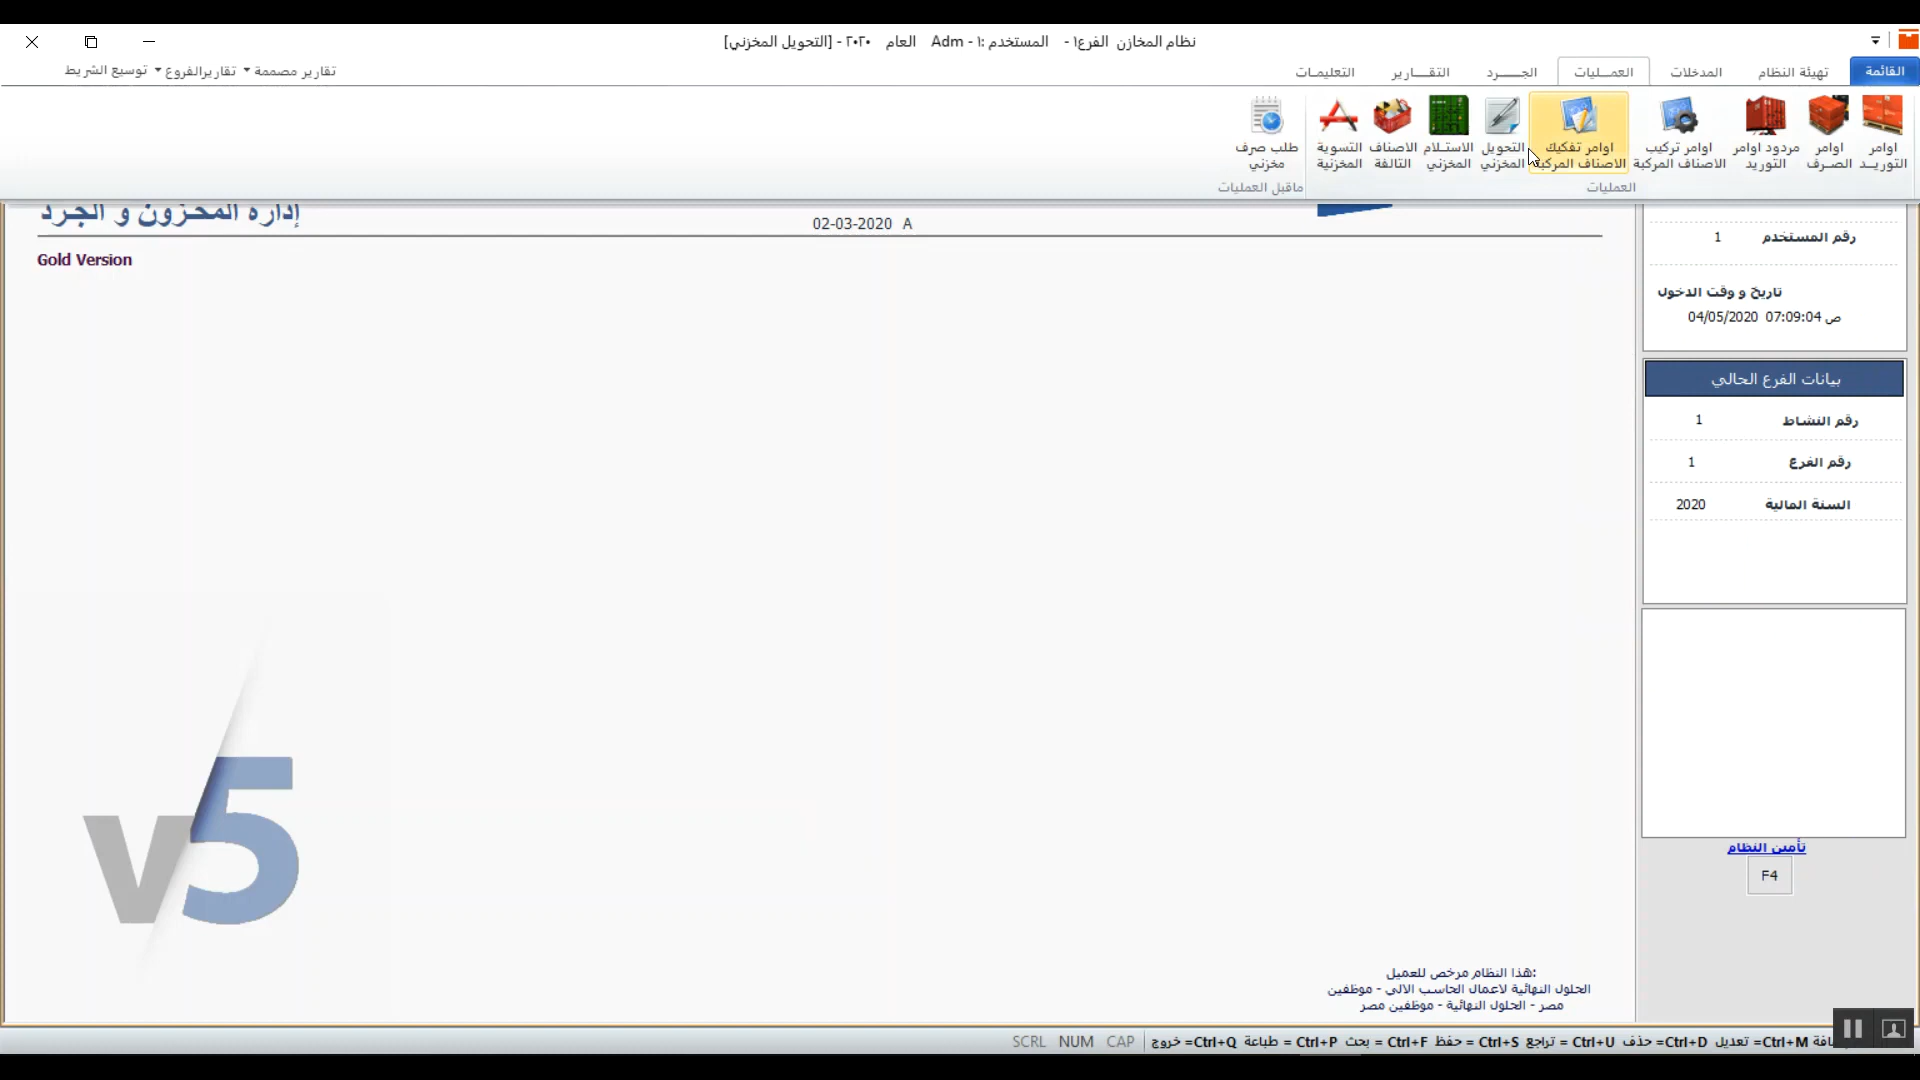 نظام المخازن الفرع١ - المستخدم :١ - Adm العام ٢٠٢٠ - [التحويل المخزني]
القائمة
تهيئة النظام
المدخلات
العمـــليات
الجـــــرد
التقــــارير
التعليمـات
تقارير مصممة
تقاريرالفروع
توسيع الشريط
اوامر التوريــد
اوامر الصـرف
مردود اوامر التوريد
اوامر تركيب الاصناف المركبة
اوامر تفكيك الاصناف المركبة
التحويل المخزني
الاستـلام المخزني
الاصناف التالفة
التسوية المخزنية
طلب صرف مخزني
العمليات
ماقبل العمليات
إداره المخزون و الجرد
02-03-2020 A
Gold Version
رقم المستخدم 1
تاريخ و وقت الدخول
04/05/2020 07:09:04 ص
بيانات الفرع الحالي
رقم النشاط 1
رقم الفرع 1
السنة المالية 2020
تأمين النظام
F4
v5
هذا النظام مرخص للعميل:
الحلول النهائية لاعمال الحاسب الالي - موظفين
مصر - الحلول النهائية - موظفين مصر
Ctrl+M= تعديل Ctrl+D= حذف Ctrl+U = تراجع Ctrl+S = حفظ Ctrl+F = بحث Ctrl+P = طباعة Ctrl+Q= خروج
CAP NUM SCRL